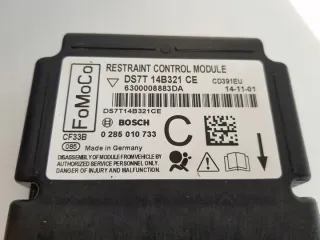 RESTRAINT CONTROL MODULE
FoMoCo
DS7T 14B321 CE
CD391EU
6300008883DA
14-11-01
DS7T14B321CE
BOSCH
0 285 010 733
C
CF33B
085
Made in Germany
DISASSEMBLY OF MODULE FROM VEHICLE BY
AUTHORIZED SERVICE PERSONNEL ONLY.
DANGER OF INJURY AND MALFUNCTION